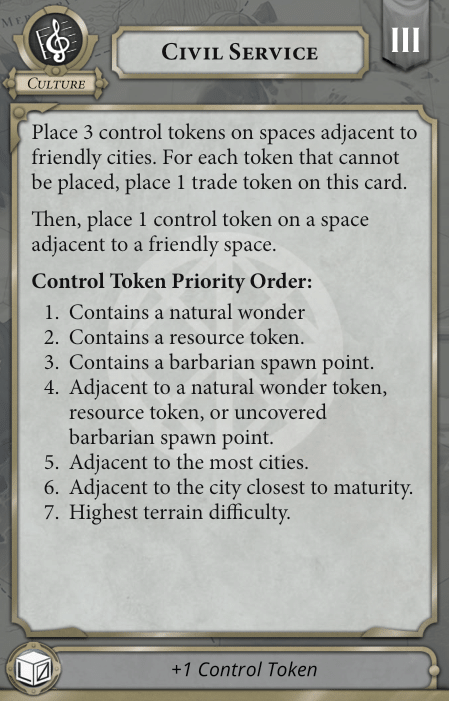 CIVIL SERVICE
III
CULTURE
Place 3 control tokens on spaces adjacent to
friendly cities. For each token that cannot
be placed, place 1 trade token on this card.
Then, place 1 control token on a space
adjacent to a friendly space.
Control Token Priority Order:
1. Contains a natural wonder
2. Contains a resource token.
3. Contains a barbarian spawn point.
4. Adjacent to a natural wonder token,
resource token, or uncovered
barbarian spawn point.
5. Adjacent to the most cities.
6. Adjacent to the city closest to maturity.
7. Highest terrain difficulty.
+1 Control Token